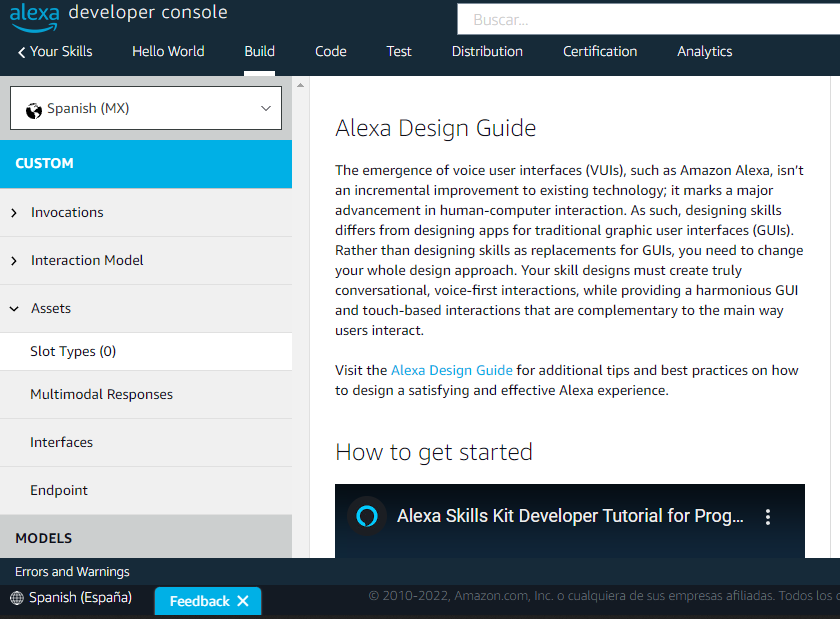 alexa developer console
Buscar...
Your Skills Hello World Build Code Test Distribution Certification Analytics
Spanish (MX)
CUSTOM
Invocations
Interaction Model
Assets
Slot Types (0)
Multimodal Responses
Interfaces
Endpoint
MODELS
Alexa Design Guide
The emergence of voice user interfaces (VUIs), such as Amazon Alexa, isn't
an incremental improvement to existing technology; it marks a major
advancement in human-computer interaction. As such, designing skills
differs from designing apps for traditional graphic user interfaces (GUIs).
Rather than designing skills as replacements for GUIs, you need to change
your whole design approach. Your skill designs must create truly
conversational, voice-first interactions, while providing a harmonious GUI
and touch-based interactions that are complementary to the main way
users interact.
Visit the Alexa Design Guide for additional tips and best practices on how
to design a satisfying and effective Alexa experience.
How to get started
Alexa Skills Kit Developer Tutorial for Prog...
Errors and Warnings
Spanish (España)
Feedback
© 2010-2022, Amazon.com, Inc. o cualquiera de sus empresas afiliadas. Todos los